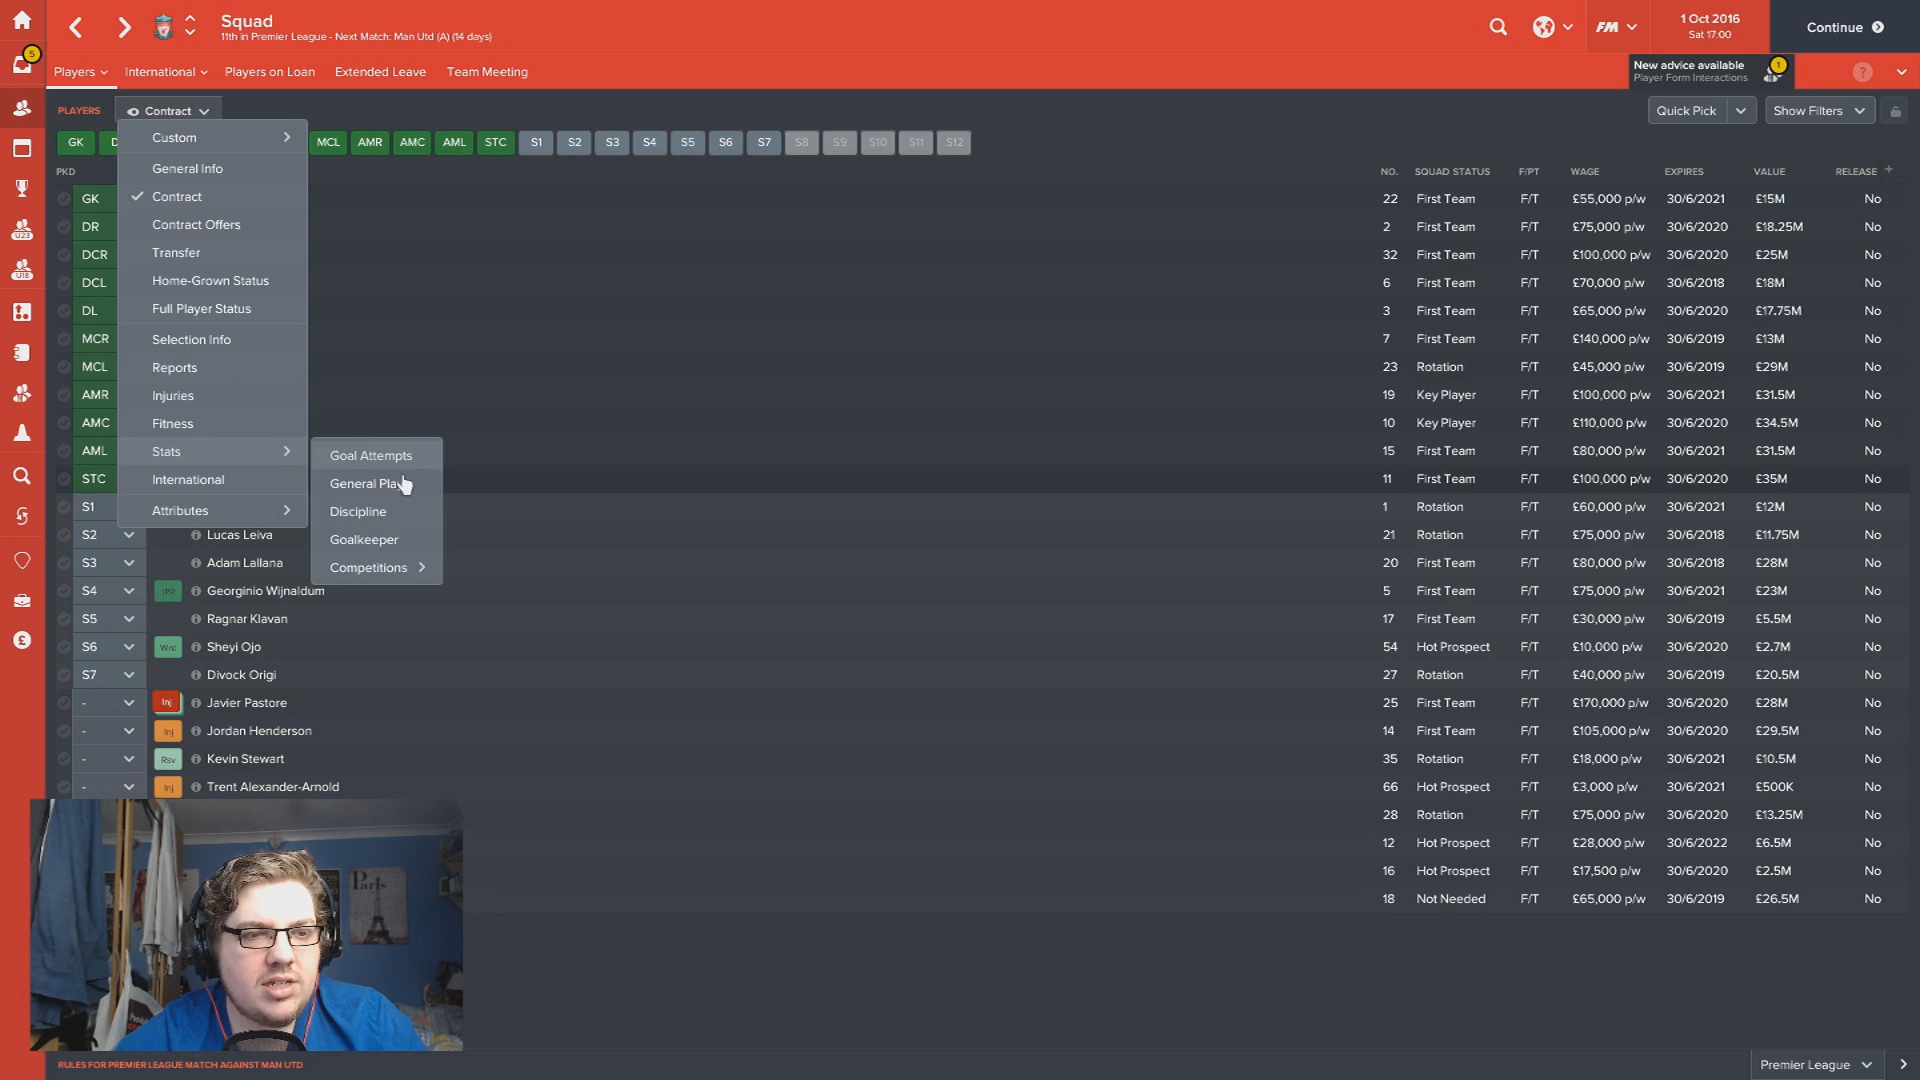 Squad
11th in Premier League - Next Match: Man Utd (A) (14 days)
FM
1 Oct 2016
Sat 17:00
Continue
5
Players
International
Players on Loan
Extended Leave
Team Meeting
New advice available
Player Form Interactions
1
?
PLAYERS
Contract
Quick Pick
Show Filters
GK
MCL AMR AMC AML STC S1 S2 S3 S4 S5 S6 S7 S8 S9 S10 S11 S12
PKD NO. SQUAD STATUS F/PT WAGE EXPIRES VALUE RELEASE +
Custom
General Info
Contract
Contract Offers
Transfer
Home-Grown Status
Full Player Status
Selection Info
Reports
Injuries
Fitness
Stats
International
Attributes
Goal Attempts
General Pla
Discipline
Goalkeeper
Competitions
GK 22 First Team F/T £55,000 p/w 30/6/2021 £15M No
DR 2 First Team F/T £75,000 p/w 30/6/2020 £18.25M No
DCR 32 First Team F/T £100,000 p/w 30/6/2020 £25M No
DCL 6 First Team F/T £70,000 p/w 30/6/2018 £18M No
DL 3 First Team F/T £65,000 p/w 30/6/2020 £17.75M No
MCR 7 First Team F/T £140,000 p/w 30/6/2019 £13M No
MCL 23 Rotation F/T £45,000 p/w 30/6/2019 £29M No
AMR 19 Key Player F/T £100,000 p/w 30/6/2021 £31.5M No
AMC 10 Key Player F/T £110,000 p/w 30/6/2020 £34.5M No
AML 15 First Team F/T £80,000 p/w 30/6/2021 £31.5M No
STC 11 First Team F/T £100,000 p/w 30/6/2020 £35M No
S1 1 Rotation F/T £60,000 p/w 30/6/2021 £12M No
S2 Lucas Leiva 21 Rotation F/T £75,000 p/w 30/6/2018 £11.75M No
S3 Adam Lallana 20 First Team F/T £80,000 p/w 30/6/2018 £28M No
S4 IPR Georginio Wijnaldum 5 First Team F/T £75,000 p/w 30/6/2021 £23M No
S5 Ragnar Klavan 17 First Team F/T £30,000 p/w 30/6/2019 £5.5M No
S6 Wnt Sheyi Ojo 54 Hot Prospect F/T £10,000 p/w 30/6/2020 £2.7M No
S7 Divock Origi 27 Rotation F/T £40,000 p/w 30/6/2019 £20.5M No
- Inj Javier Pastore 25 First Team F/T £170,000 p/w 30/6/2020 £28M No
- Inj Jordan Henderson 14 First Team F/T £105,000 p/w 30/6/2020 £29.5M No
- Rsv Kevin Stewart 35 Rotation F/T £18,000 p/w 30/6/2021 £10.5M No
- Inj Trent Alexander-Arnold 66 Hot Prospect F/T £3,000 p/w 30/6/2021 £500K No
28 Rotation F/T £75,000 p/w 30/6/2020 £13.25M No
12 Hot Prospect F/T £28,000 p/w 30/6/2022 £6.5M No
16 Hot Prospect F/T £17,500 p/w 30/6/2020 £2.5M No
18 Not Needed F/T £65,000 p/w 30/6/2019 £26.5M No
U23
U18
Paris
RULES FOR PREMIER LEAGUE MATCH AGAINST MAN UTD
Premier League